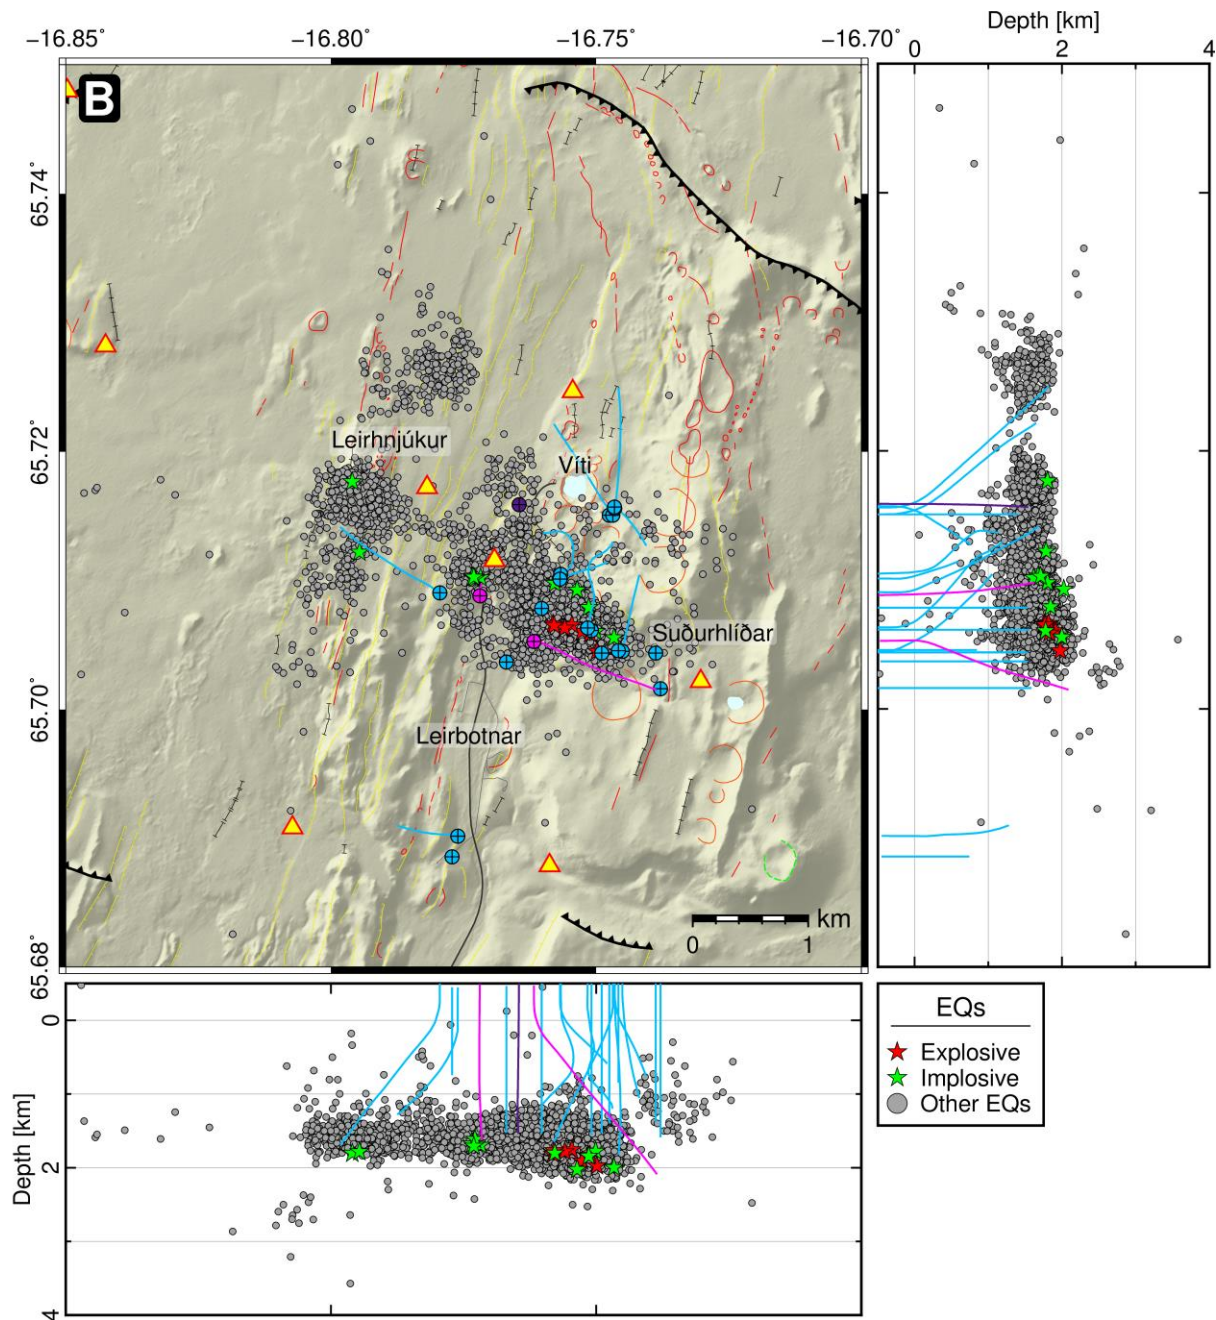 Depth [km]
−16.85˚ −16.80˚ −16.75˚ −16.70˚ 0 2 4
B
65.74˚
65.72˚
Leirhnjúkur
Víti
Suðurhlíðar
65.70˚
Leirbotnar
km
0 1
65.68˚
0
2
4
Depth [km]
EQs
Explosive
Implosive
Other EQs